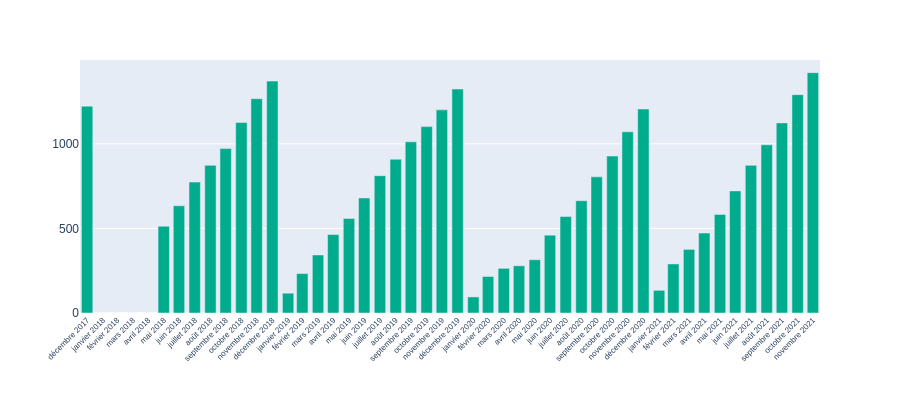 1000
500
0
décembre 2017
janvier 2018
février 2018
mars 2018
avril 2018
mai 2018
juin 2018
juillet 2018
août 2018
septembre 2018
octobre 2018
novembre 2018
décembre 2018
janvier 2019
février 2019
mars 2019
avril 2019
mai 2019
juin 2019
juillet 2019
août 2019
septembre 2019
octobre 2019
novembre 2019
décembre 2019
janvier 2020
février 2020
mars 2020
avril 2020
mai 2020
juin 2020
juillet 2020
août 2020
septembre 2020
octobre 2020
novembre 2020
décembre 2020
janvier 2021
février 2021
mars 2021
avril 2021
mai 2021
juin 2021
juillet 2021
août 2021
septembre 2021
octobre 2021
novembre 2021